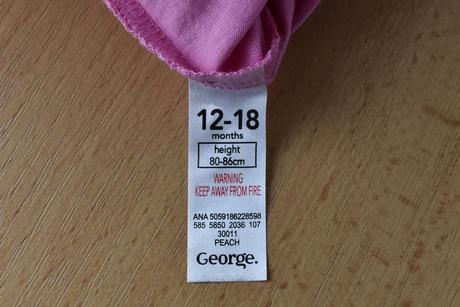 12-18
months
height
80-86cm
WARNING
KEEP AWAY FROM FIRE
ANA 5059186228598
585 5850 2036 107
30011
PEACH
George.